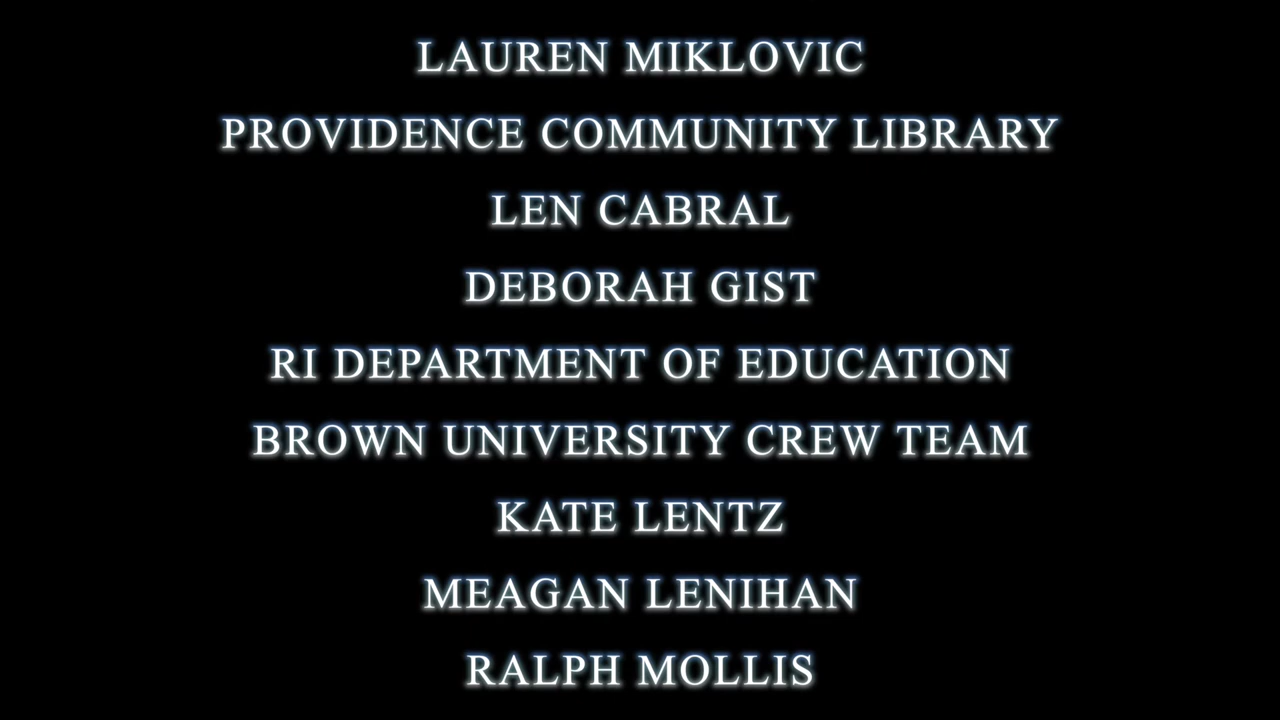 LAUREN MIKLOVIC
PROVIDENCE COMMUNITY LIBRARY
LEN CABRAL
DEBORAH GIST
RI DEPARTMENT OF EDUCATION
BROWN UNIVERSITY CREW TEAM
KATE LENTZ
MEAGAN LENIHAN
RALPH MOLLIS